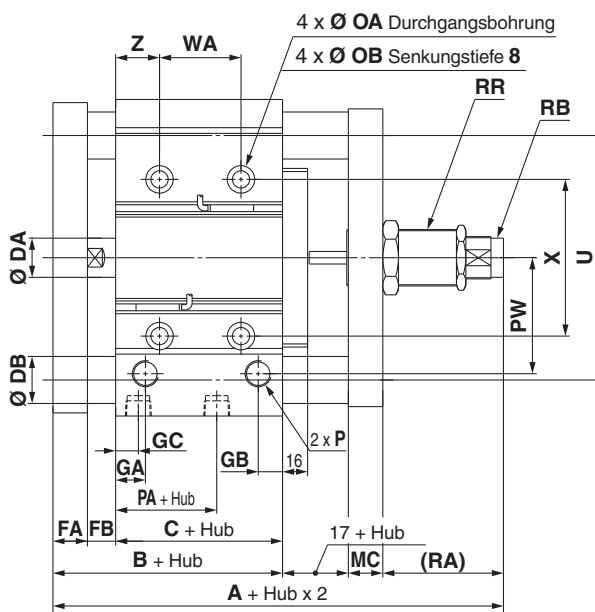 4 x Ø OA Durchgangsbohrung
Z WA
4 x Ø OB Senkungstiefe 8
RR
RB
Ø DA
X
U
PW
Ø DB
GC
GB
16
2 x P
GA
PA + Hub
FA FB
C + Hub
17 + Hub
B + Hub
MC
(RA)
A + Hub x 2